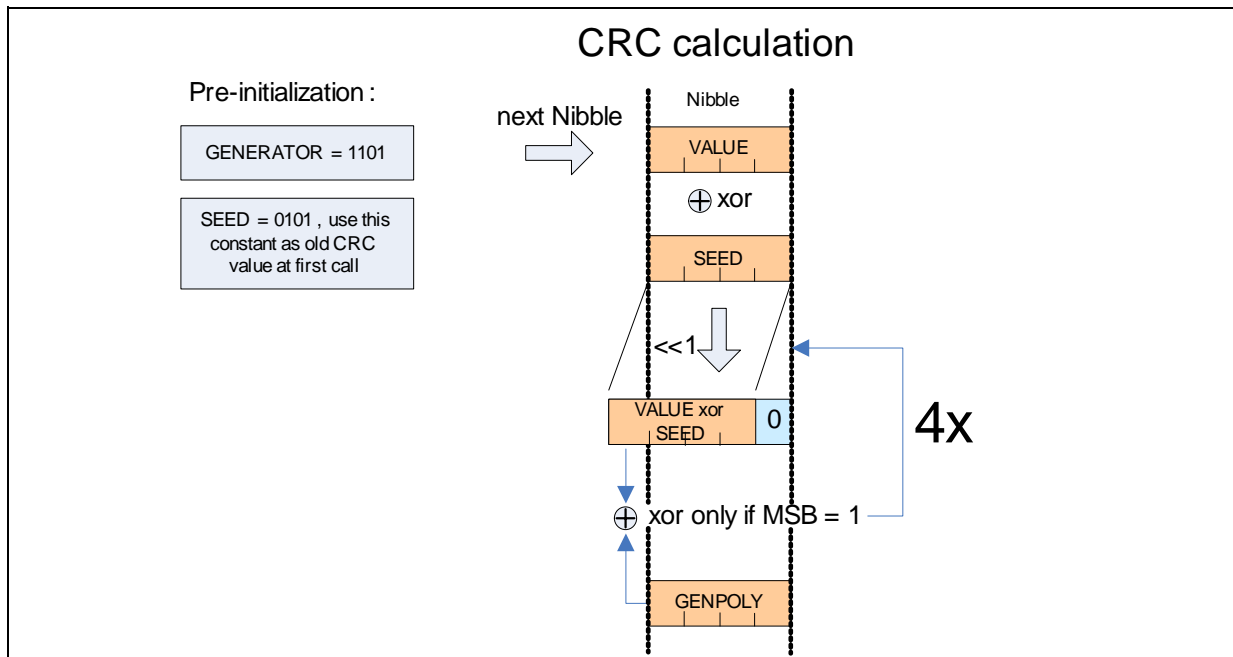 CRC calculation
Pre-initialization :
GENERATOR = 1101
SEED = 0101 , use this
constant as old CRC
value at first call
next Nibble
Nibble
VALUE
xor
SEED
<<1
VALUE xor
SEED
0
4x
xor only if MSB = 1
GENPOLY